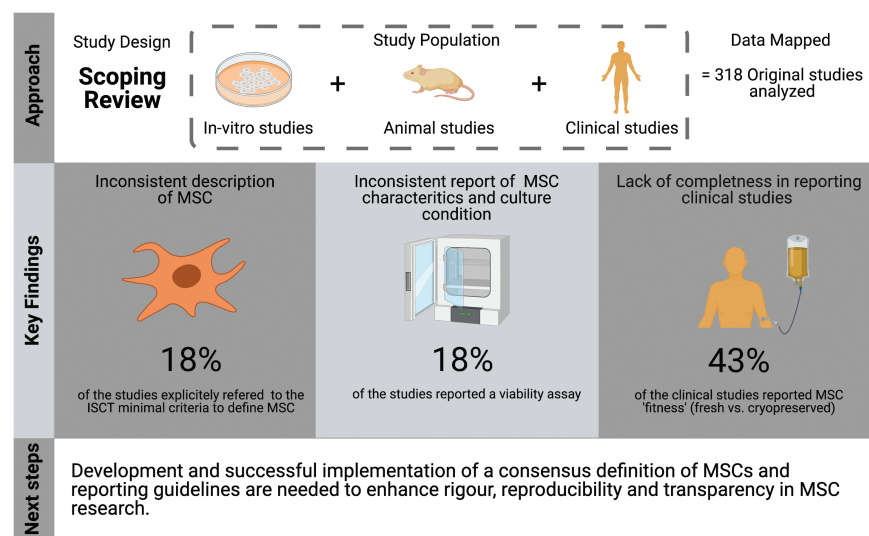 Approach
Study Design
Scoping
Review
Study Population
+
+
In-vitro studies
Animal studies
Clinical studies
Data Mapped
= 318 Original studies
analyzed
Key Findings
Inconsistent description
of MSC
18%
of the studies explicitely refered to the
ISCT minimal criteria to define MSC
Inconsistent report of MSC
characteritics and culture
condition
18%
of the studies reported a viability assay
Lack of completness in reporting
clinical studies
43%
of the clinical studies reported MSC
'fitness' (fresh vs. cryopreserved)
Next steps
Development and successful implementation of a consensus definition of MSCs and
reporting guidelines are needed to enhance rigour, reproducibility and transparency in MSC
research.